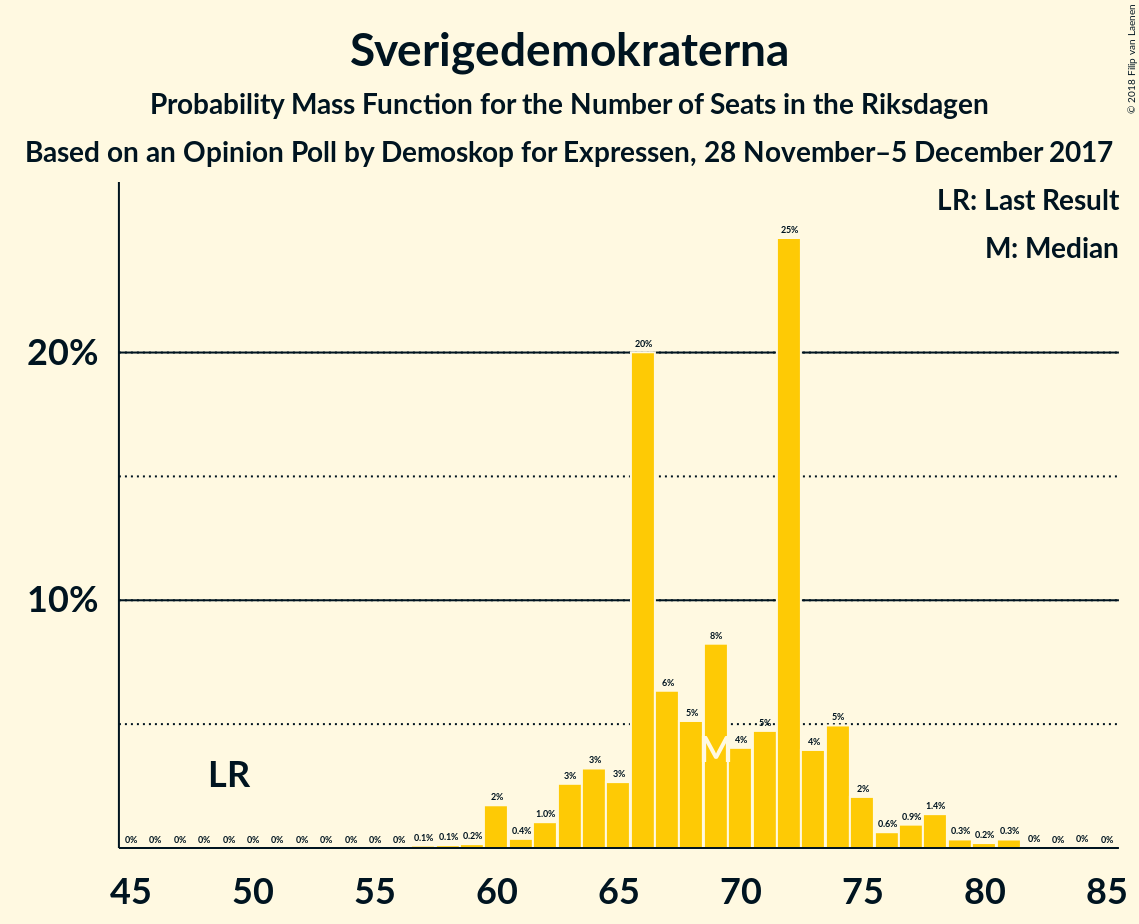 Sverigedemokraterna
Probability Mass Function for the Number of Seats in the Riksdagen
Based on an Opinion Poll by Demoskop for Expressen, 28 November–5 December 2017
© 2018 Filip van Laenen
LR: Last Result
M: Median
20%
10%
0% 0% 0% 0% 0% 0% 0% 0% 0% 0% 0% 0% 0.1% 0.1% 0.2% 2% 0.4% 1.0% 3% 3% 3% 20% 6% 5% 8% 4% 5% 25% 4% 5% 2% 0.6% 0.9% 1.4% 0.3% 0.2% 0.3% 0% 0% 0% 0%
LR
M
45 50 55 60 65 70 75 80 85